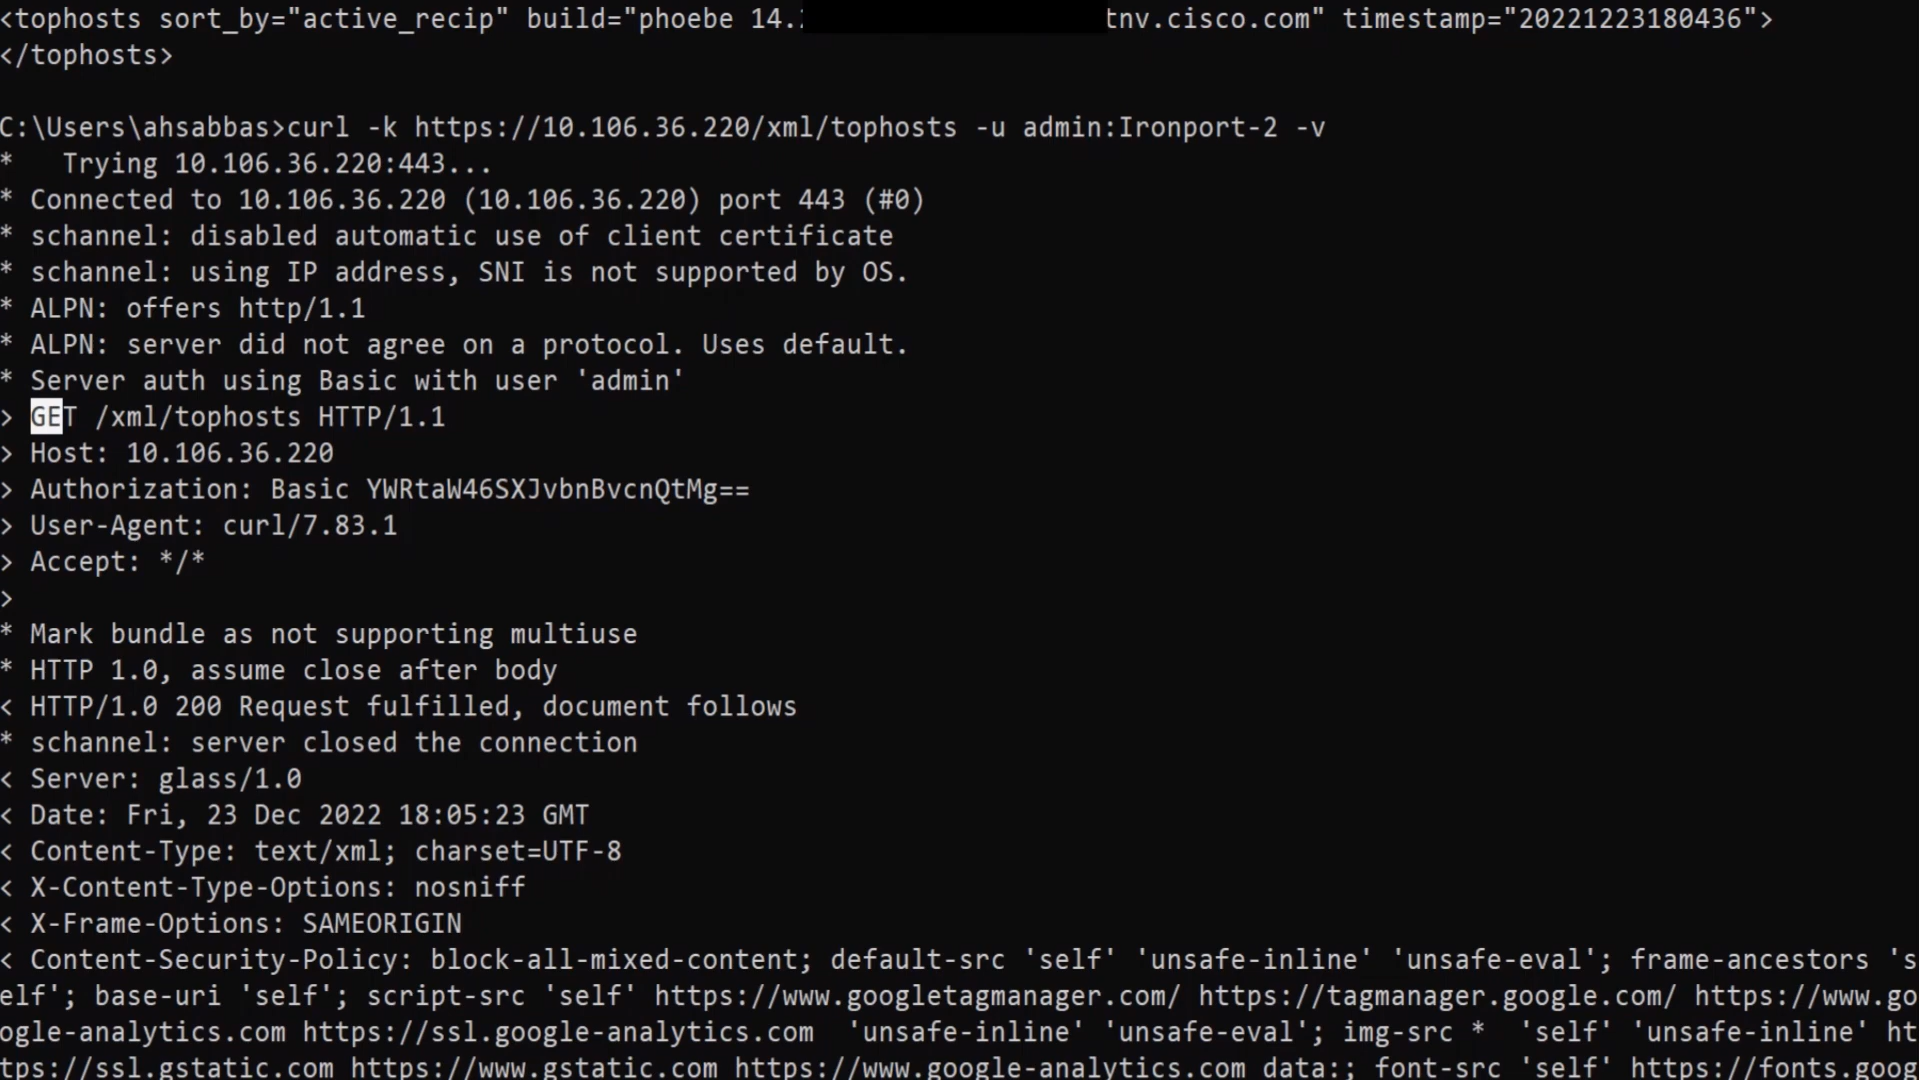 <tophosts sort_by="active_recip" build="phoebe 14. tnv.cisco.com" timestamp="20221223180436">
</tophosts>
C:\Users\ahsabbas>curl -k https://10.106.36.220/xml/tophosts -u admin:Ironport-2 -v
*   Trying 10.106.36.220:443...
* Connected to 10.106.36.220 (10.106.36.220) port 443 (#0)
* schannel: disabled automatic use of client certificate
* schannel: using IP address, SNI is not supported by OS.
* ALPN: offers http/1.1
* ALPN: server did not agree on a protocol. Uses default.
* Server auth using Basic with user 'admin'
> GET /xml/tophosts HTTP/1.1
> Host: 10.106.36.220
> Authorization: Basic YWRtaW46SXJvbnBvcnQtMg==
> User-Agent: curl/7.83.1
> Accept: */*
>
* Mark bundle as not supporting multiuse
* HTTP 1.0, assume close after body
< HTTP/1.0 200 Request fulfilled, document follows
* schannel: server closed the connection
< Server: glass/1.0
< Date: Fri, 23 Dec 2022 18:05:23 GMT
< Content-Type: text/xml; charset=UTF-8
< X-Content-Type-Options: nosniff
< X-Frame-Options: SAMEORIGIN
< Content-Security-Policy: block-all-mixed-content; default-src 'self' 'unsafe-inline' 'unsafe-eval'; frame-ancestors 's
elf'; base-uri 'self'; script-src 'self' https://www.googletagmanager.com/ https://tagmanager.google.com/ https://www.go
ogle-analytics.com https://ssl.google-analytics.com  'unsafe-inline' 'unsafe-eval'; img-src *  'self' 'unsafe-inline' ht
tps://ssl.gstatic.com https://www.gstatic.com https://www.google-analytics.com data:; font-src 'self' https://fonts.goog